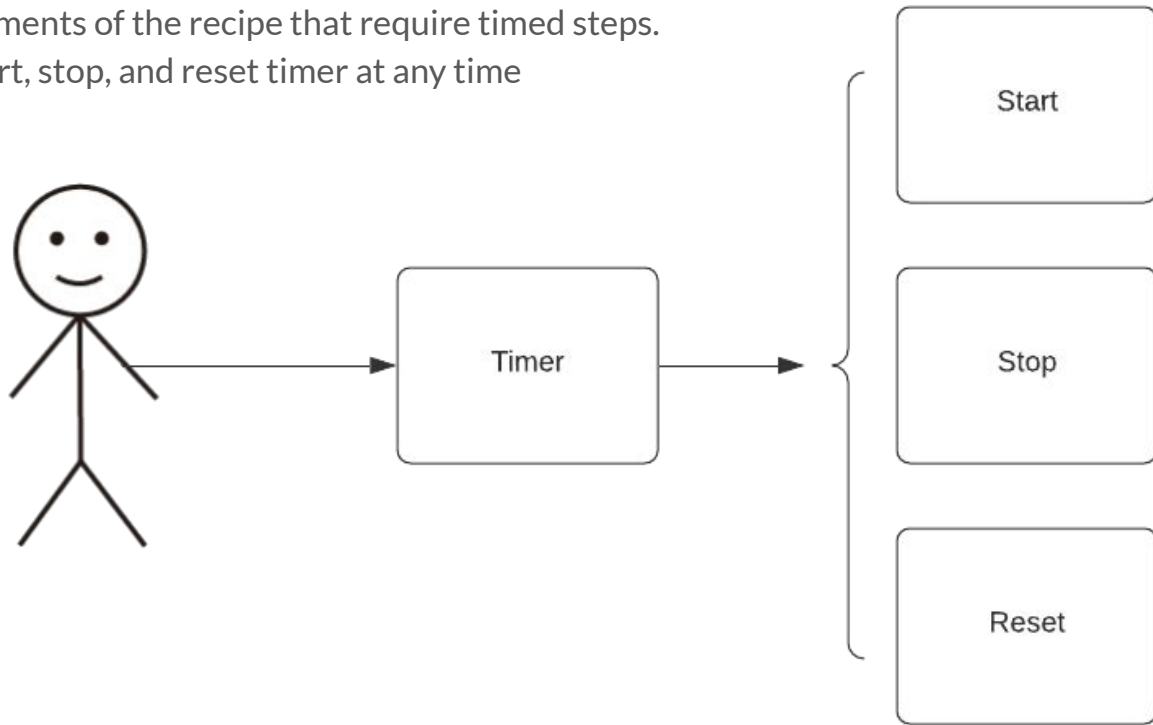 ments of the recipe that require timed steps.
rt, stop, and reset timer at any time
Start
Timer
Stop
Reset